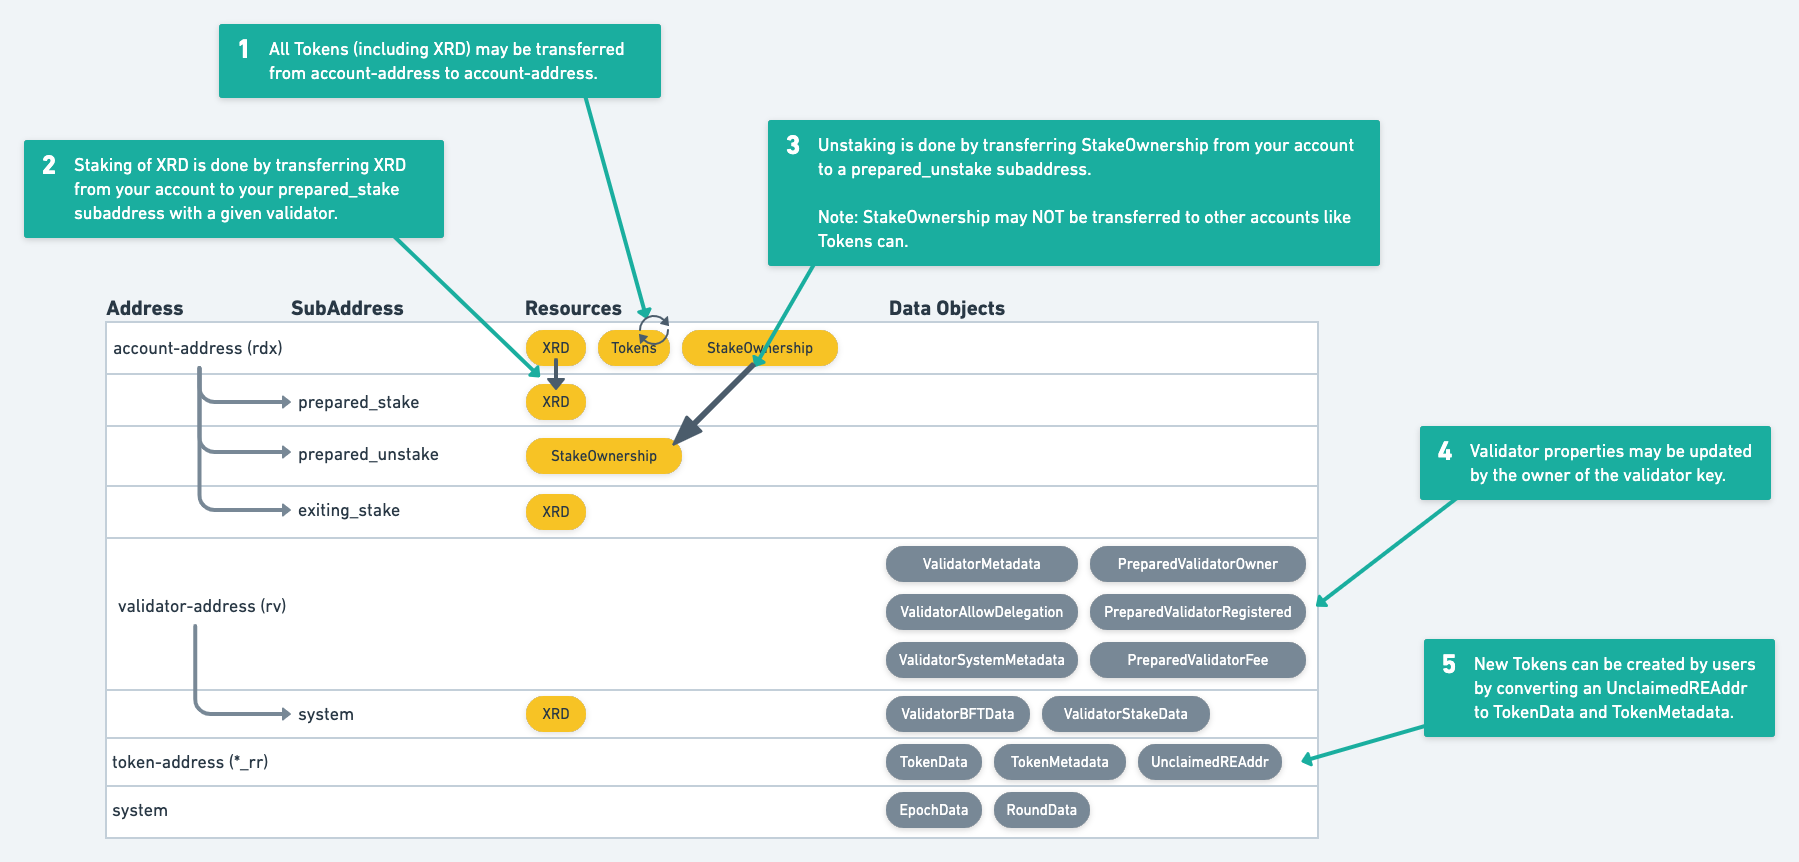 1 All Tokens (including XRD) may be transferred
from account-address to account-address.
2 Staking of XRD is done by transferring XRD
from your account to your prepared_stake
subaddress with a given validator.
3 Unstaking is done by transferring StakeOwnership from your account
to a prepared_unstake subaddress.
Note: StakeOwnership may NOT be transferred to other accounts like
Tokens can.
Address SubAddress Resources Data Objects
account-address (rdx) XRD Tokens StakeOwnership
prepared_stake XRD
prepared_unstake StakeOwnership
exiting_stake XRD
4 Validator properties may be updated
by the owner of the validator key.
ValidatorMetadata PreparedValidatorOwner
validator-address (rv) ValidatorAllowDelegation PreparedValidatorRegistered
ValidatorSystemMetadata PreparedValidatorFee
system XRD ValidatorBFTData ValidatorStakeData
5 New Tokens can be created by users
by converting an UnclaimedREAddr
to TokenData and TokenMetadata.
token-address (*_rr) TokenData TokenMetadata UnclaimedREAddr
system EpochData RoundData